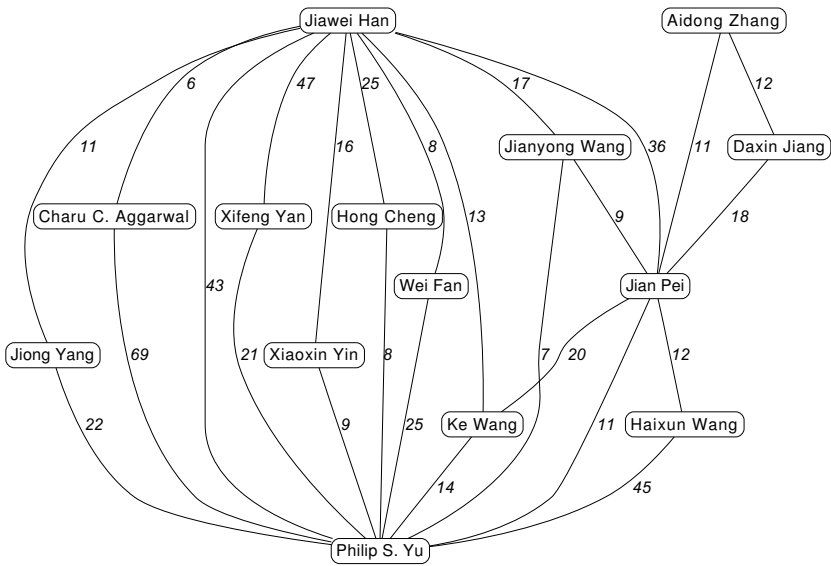 Jiawei Han
Aidong Zhang
6
47
25
17
12
11
16
8
Jianyong Wang
36
11
Daxin Jiang
Charu C. Aggarwal
Xifeng Yan
Hong Cheng
13
9
18
43
Wei Fan
Jian Pei
Jiong Yang
69
21
Xiaoxin Yin
8
7
20
12
22
9
25
Ke Wang
11
Haixun Wang
14
45
Philip S. Yu